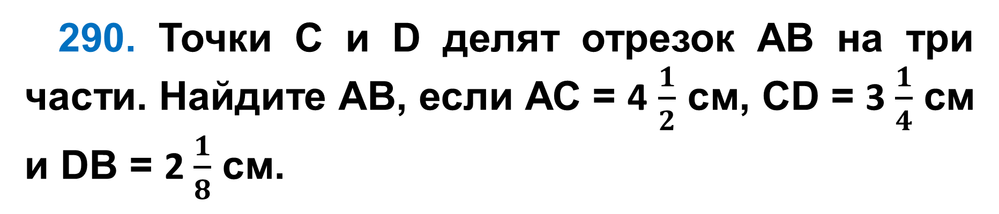 290. Точки C и D делят отрезок AB на три
части. Найдите AB, если AC = 4 1/2 см, CD = 3 1/4 см
и DB = 2 1/8 см.